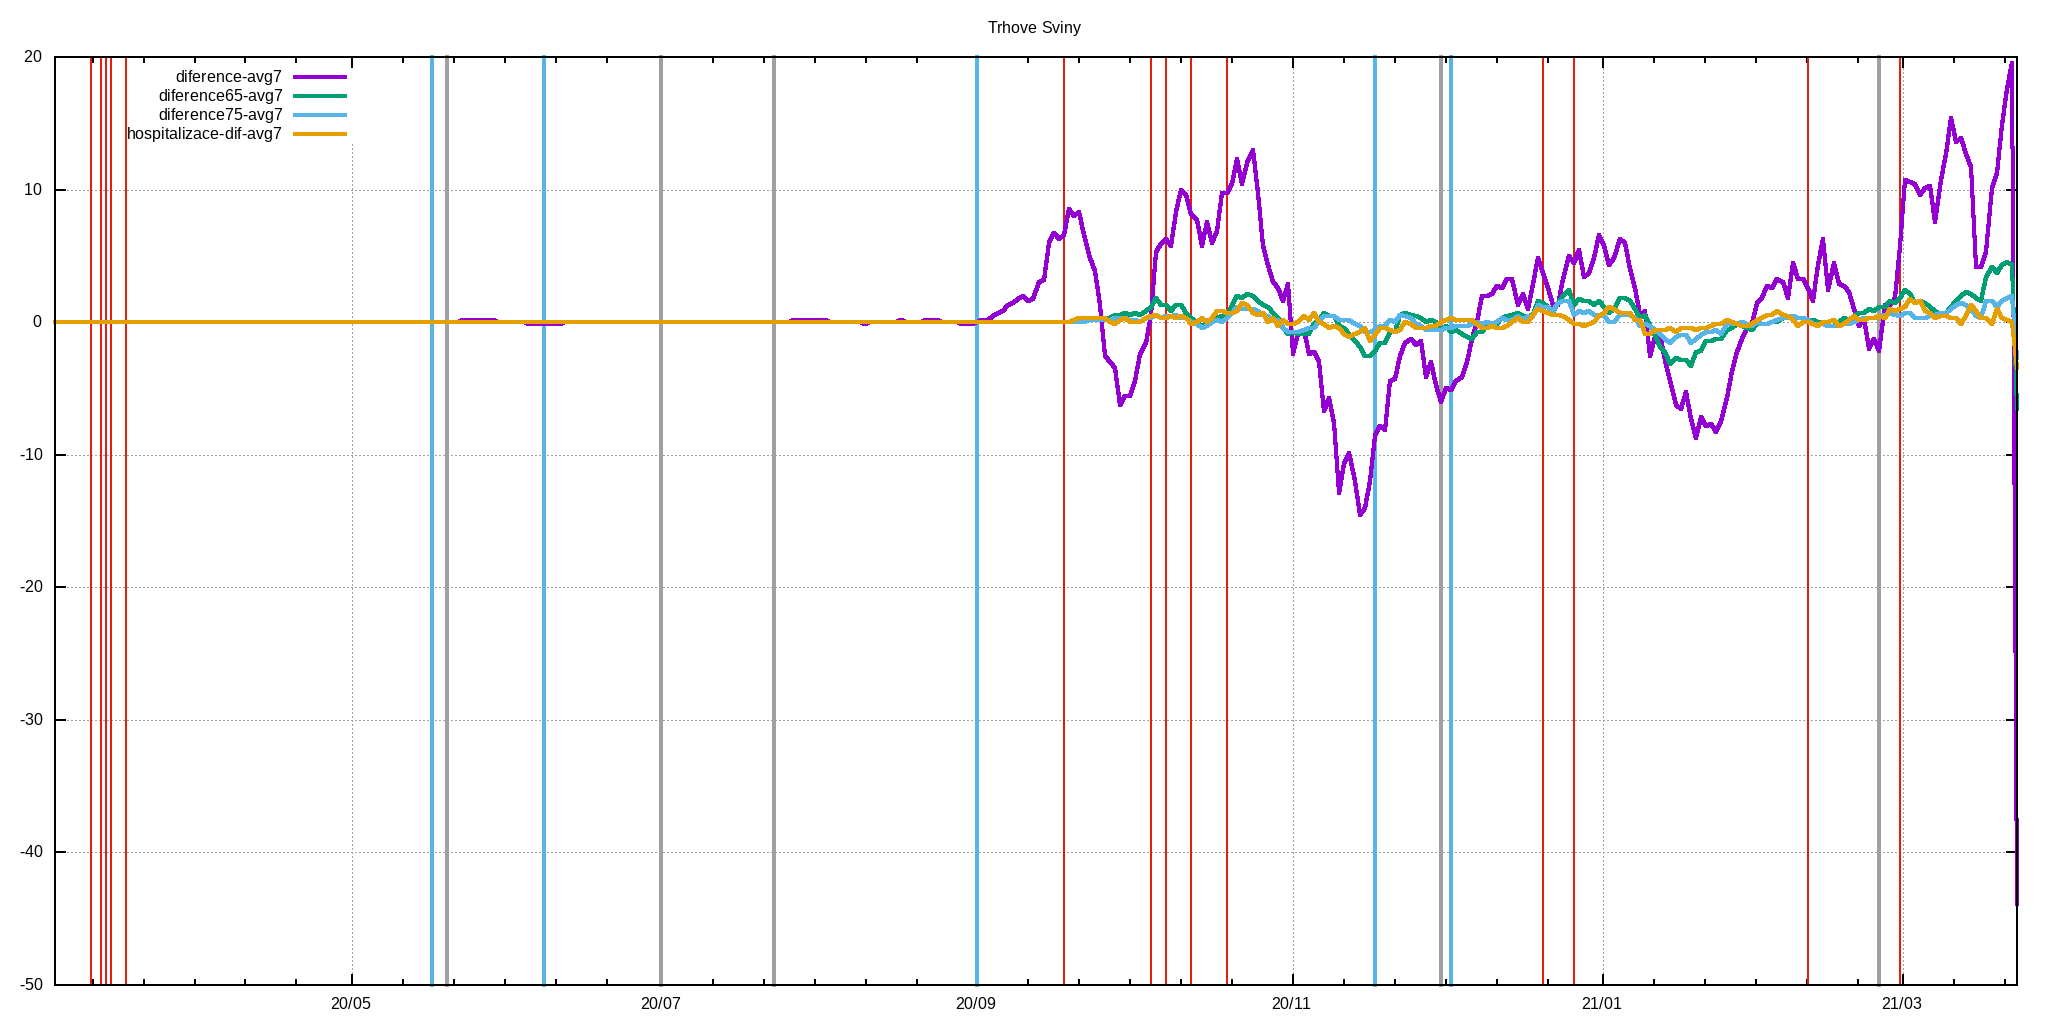 Trhove Sviny
20
diference-avg7
diference65-avg7
diference75-avg7
hospitalizace-dif-avg7
10
0
-10
-20
-30
-40
-50
20/05 20/07 20/09 20/11 21/01 21/03